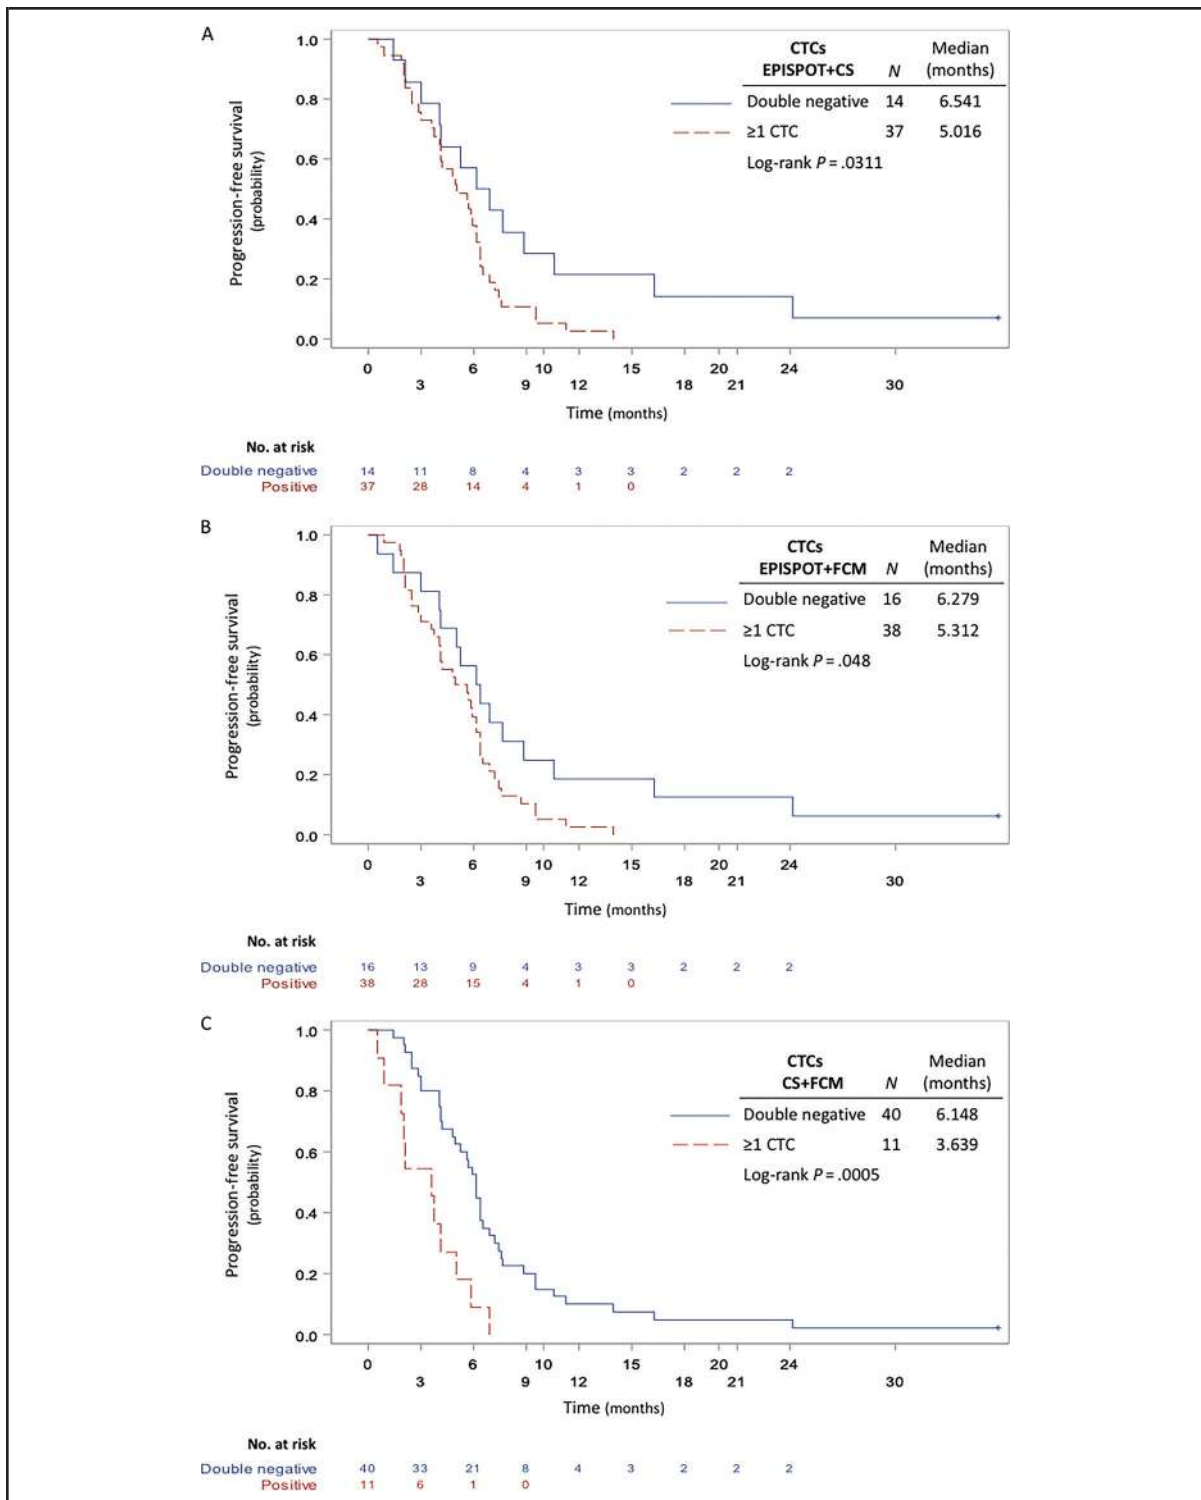 A
CTCs Median
EPISPOT+CS N (months)
Double negative 14 6.541
≥1 CTC 37 5.016
Log-rank P = .0311
Progression-free survival
(probability)
1.0
0.8
0.6
0.4
0.2
0.0
0 6 10 15 20 24
3 9 12 18 21 30
Time (months)
No. at risk
Double negative 14 11 8 4 3 3 2 2 2
Positive 37 28 14 4 1 0
B
CTCs Median
EPISPOT+FCM N (months)
Double negative 16 6.279
≥1 CTC 38 5.312
Log-rank P = .048
Progression-free survival
(probability)
1.0
0.8
0.6
0.4
0.2
0.0
0 6 10 15 20 24
3 9 12 18 21 30
Time (months)
No. at risk
Double negative 16 13 9 4 3 3 2 2 2
Positive 38 28 15 4 1 0
C
CTCs Median
CS+FCM N (months)
Double negative 40 6.148
≥1 CTC 11 3.639
Log-rank P = .0005
Progression-free survival
(probability)
1.0
0.8
0.6
0.4
0.2
0.0
0 6 10 15 20 24
3 9 12 18 21 30
Time (months)
No. at risk
Double negative 40 33 21 8 4 3 2 2 2
Positive 11 6 1 0